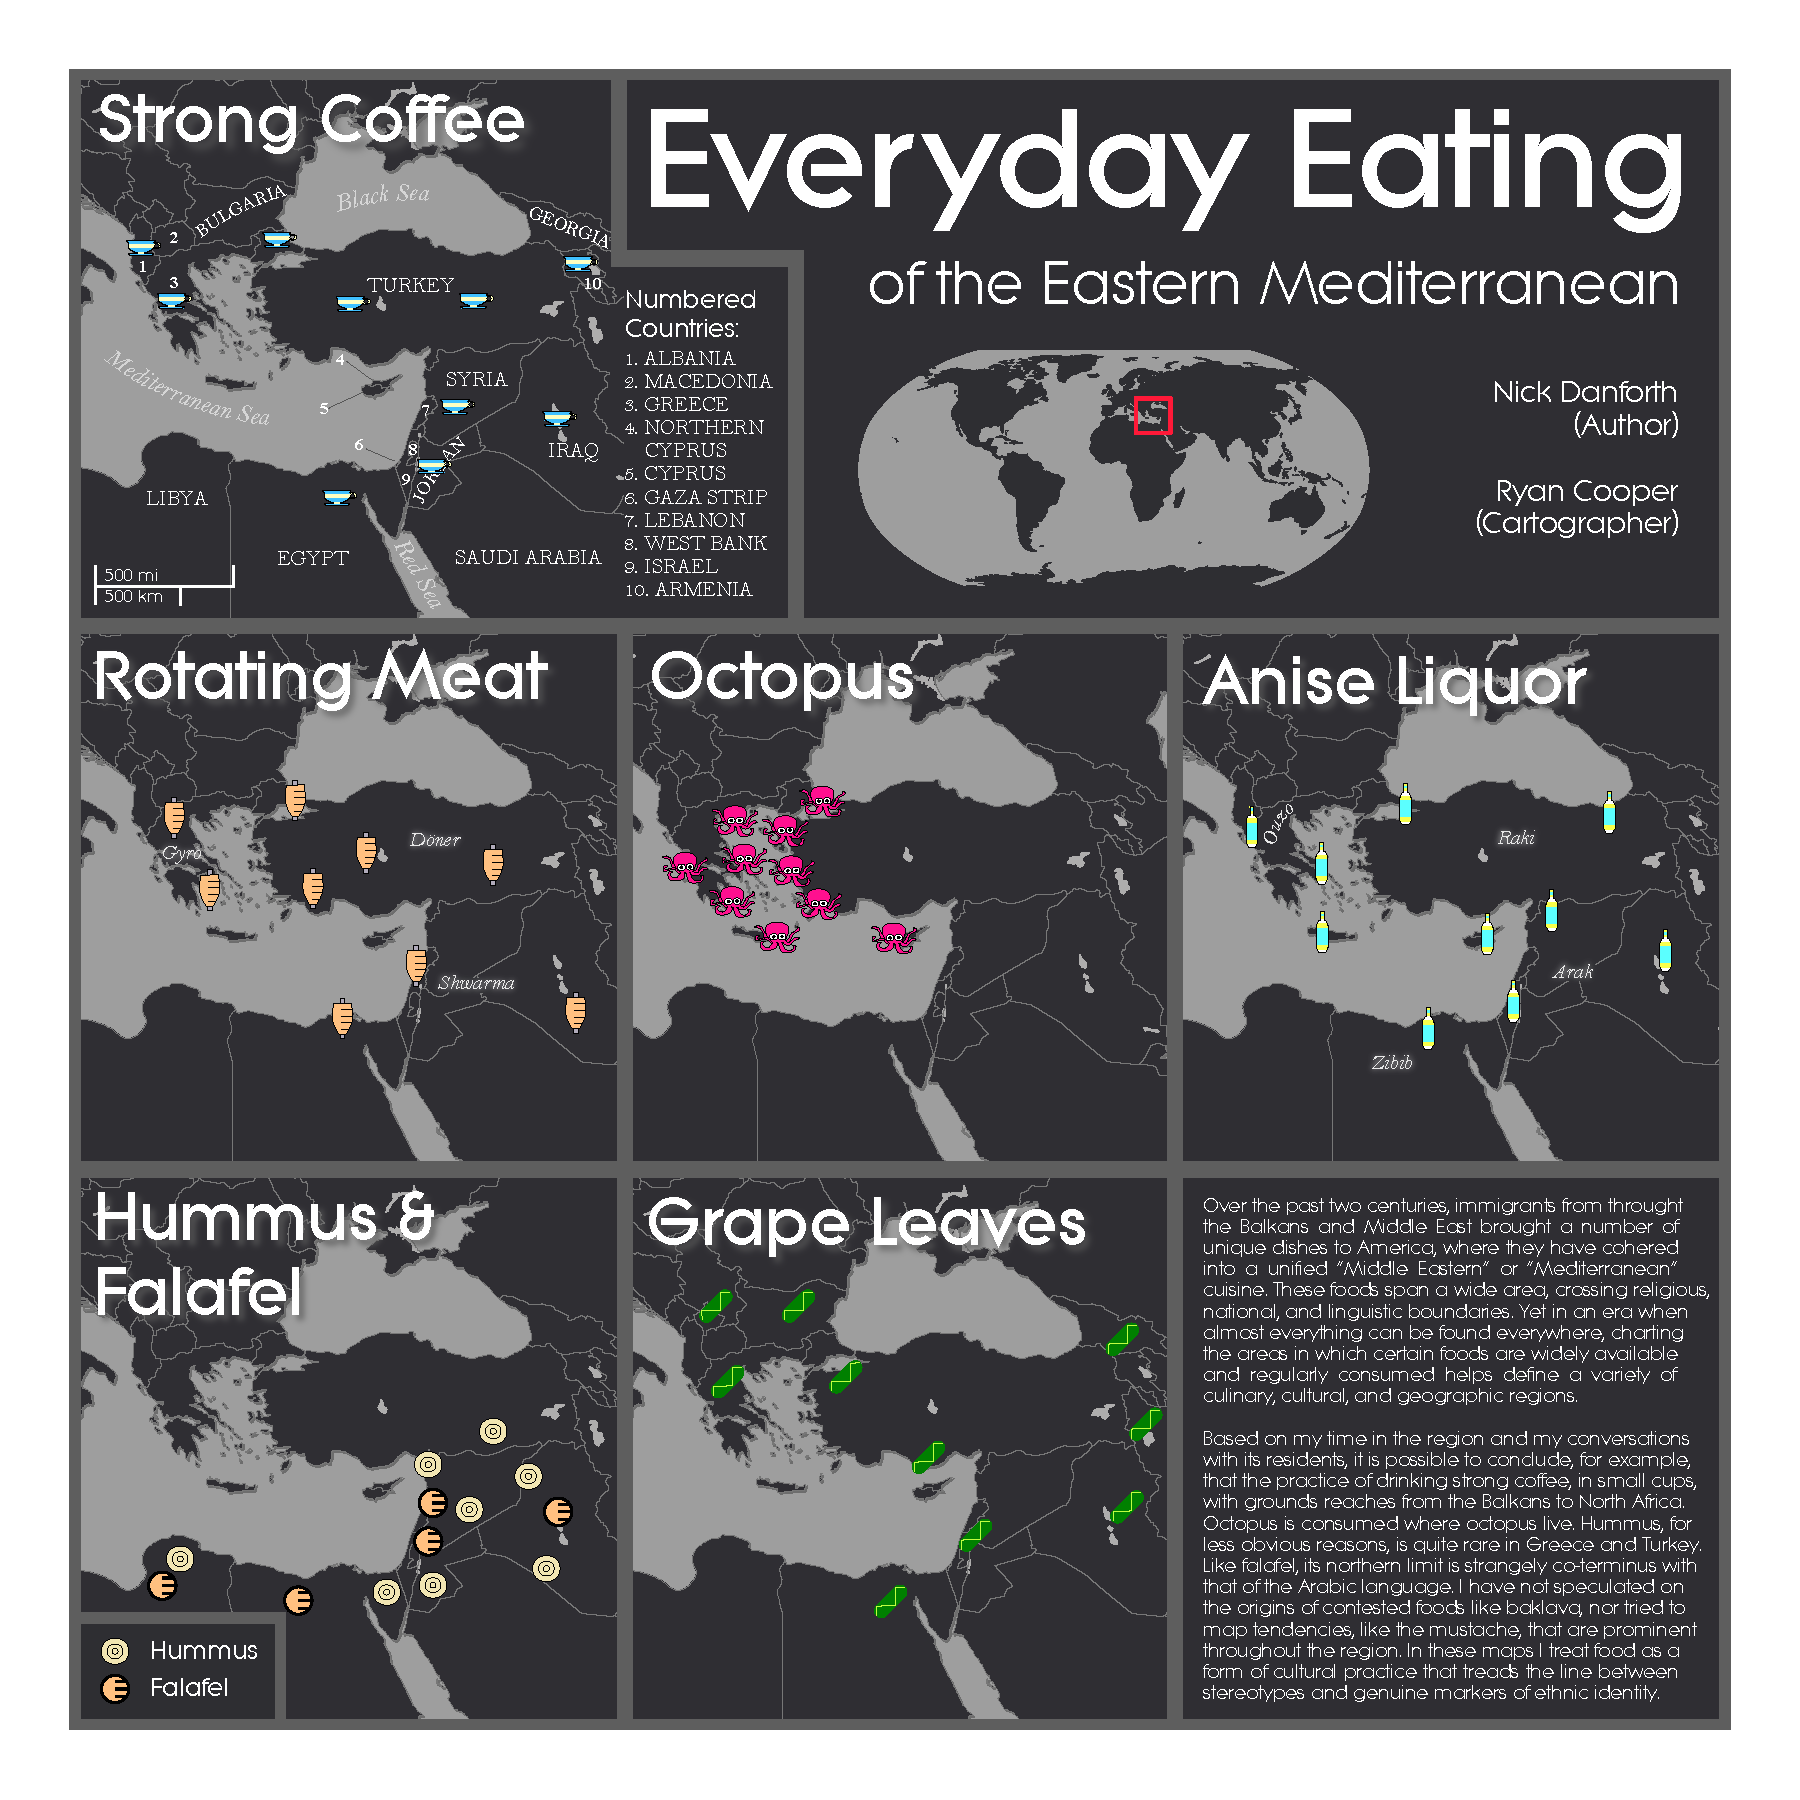 Strong Coffee
Black Sea
BULGARIA
GEORGIA
2
1
3
TURKEY
10
Mediterranean Sea
4
SYRIA
5
7
6
8
JORDAN
IRAQ
9
LIBYA
EGYPT
SAUDI ARABIA
Red Sea
500 mi
500 km
Numbered
Countries:
1. ALBANIA
2. MACEDONIA
3. GREECE
4. NORTHERN
CYPRUS
5. CYPRUS
6. GAZA STRIP
7. LEBANON
8. WEST BANK
9. ISRAEL
10. ARMENIA
Everyday Eating
of the Eastern Mediterranean
Nick Danforth
(Author)
Ryan Cooper
(Cartographer)
Rotating Meat
Gyro
Döner
Shwarma
Octopus
Anise Liquor
Ouzo
Raki
Arak
Zibib
Hummus &
Falafel
Hummus
Falafel
Grape Leaves
Over the past two centuries, immigrants from throught
the Balkans and Middle East brought a number of
unique dishes to America, where they have cohered
into a unified "Middle Eastern" or "Mediterranean"
cuisine. These foods span a wide area, crossing religious,
national, and linguistic boundaries. Yet in an era when
almost everything can be found everywhere, charting
the areas in which certain foods are widely available
and regularly consumed helps define a variety of
culinary, cultural, and geographic regions.
Based on my time in the region and my conversations
with its residents, it is possible to conclude, for example,
that the practice of drinking strong coffee, in small cups,
with grounds reaches from the Balkans to North Africa.
Octopus is consumed where octopus live. Hummus, for
less obvious reasons, is quite rare in Greece and Turkey.
Like falafel, its northern limit is strangely co-terminus with
that of the Arabic language. I have not speculated on
the origins of contested foods like baklava, nor tried to
map tendencies, like the mustache, that are prominent
throughout the region. In these maps I treat food as a
form of cultural practice that treads the line between
stereotypes and genuine markers of ethnic identity.